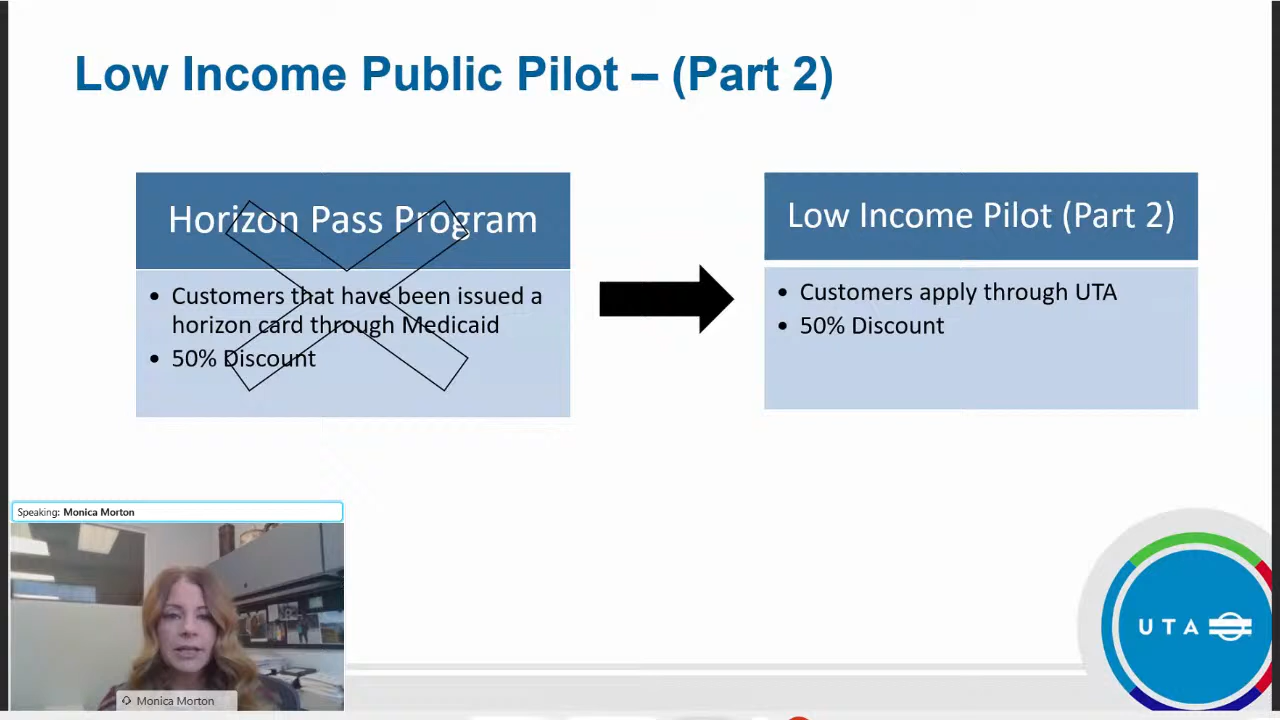 Low Income Public Pilot – (Part 2)
Horizon Pass Program
• Customers that have been issued a
horizon card through Medicaid
• 50% Discount
Low Income Pilot (Part 2)
• Customers apply through UTA
• 50% Discount
Speaking: Monica Morton
Monica Morton
UTA